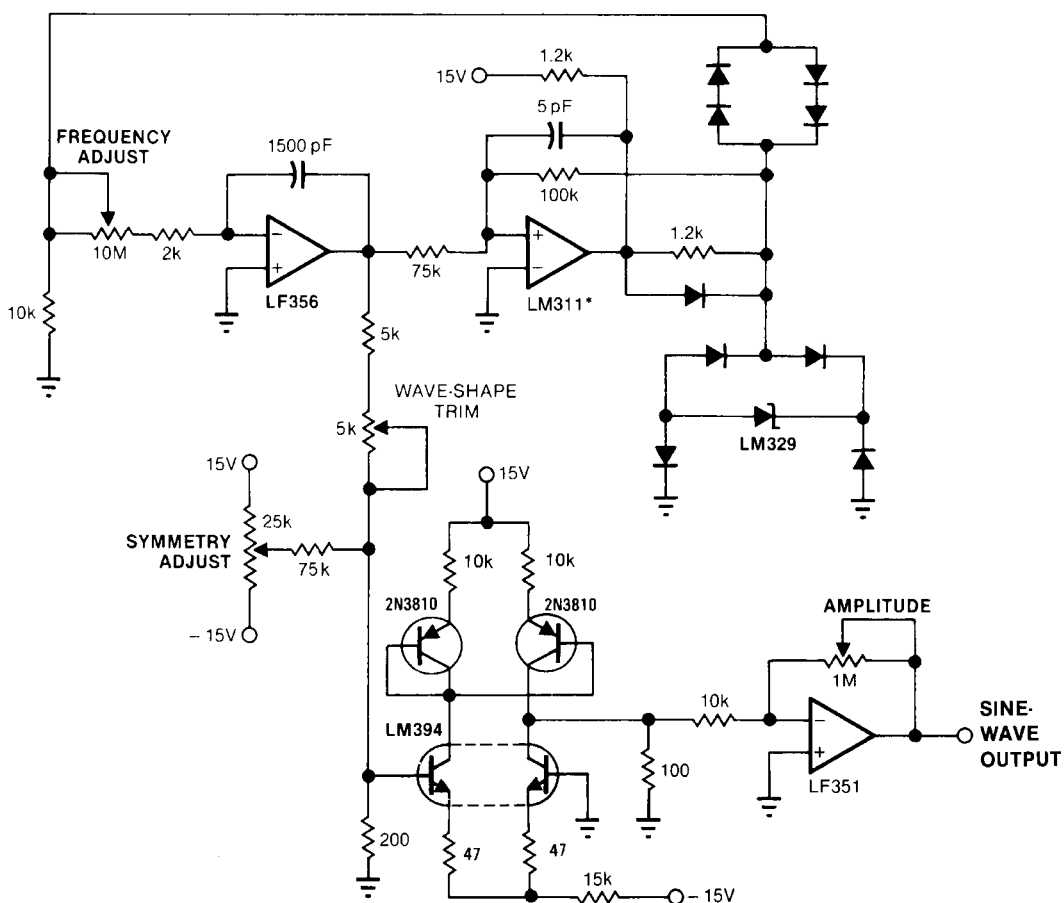 1.2k
15V
5 pF
FREQUENCY
ADJUST
1500 pF
100k
10M
2k
-
+
LF356
75k
+
-
LM311*
1.2k
10k
5k
WAVE-SHAPE
TRIM
5k
LM329
15V
15V
25k
SYMMETRY
ADJUST
75k
10k
10k
2N3810
2N3810
AMPLITUDE
- 15V
1M
10k
LM394
-
+
SINE-
WAVE
OUTPUT
100
LF351
200
47
47
15k
- 15V